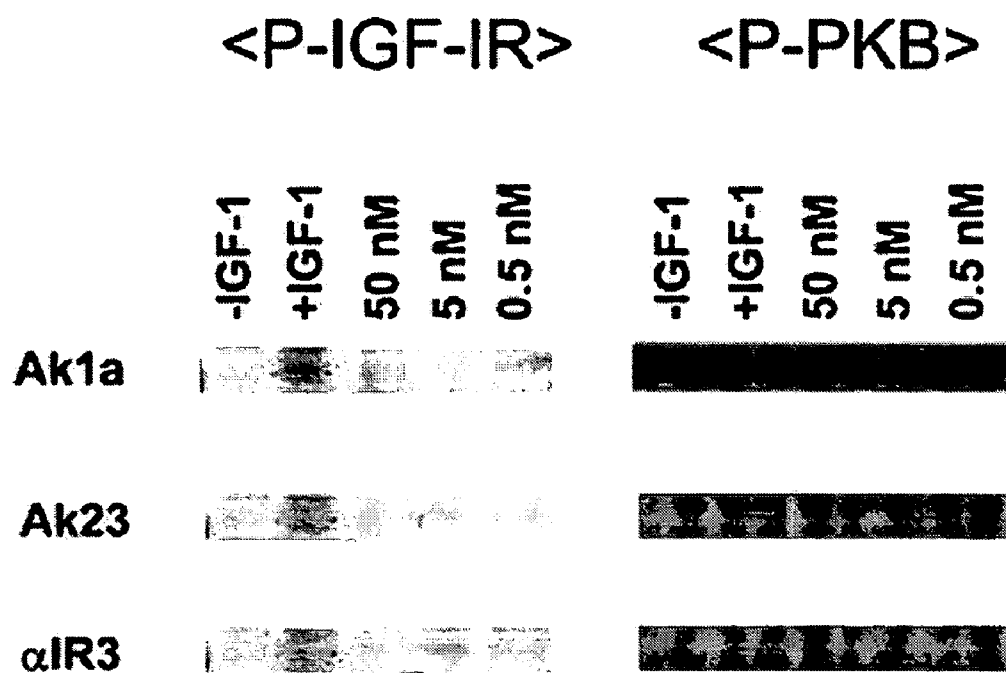 <P-IGF-IR> <P-PKB>
-IGF-1 +IGF-1 50 nM 5 nM 0.5 nM -IGF-1 +IGF-1 50 nM 5 nM 0.5 nM
Ak1a
Ak23
αIR3